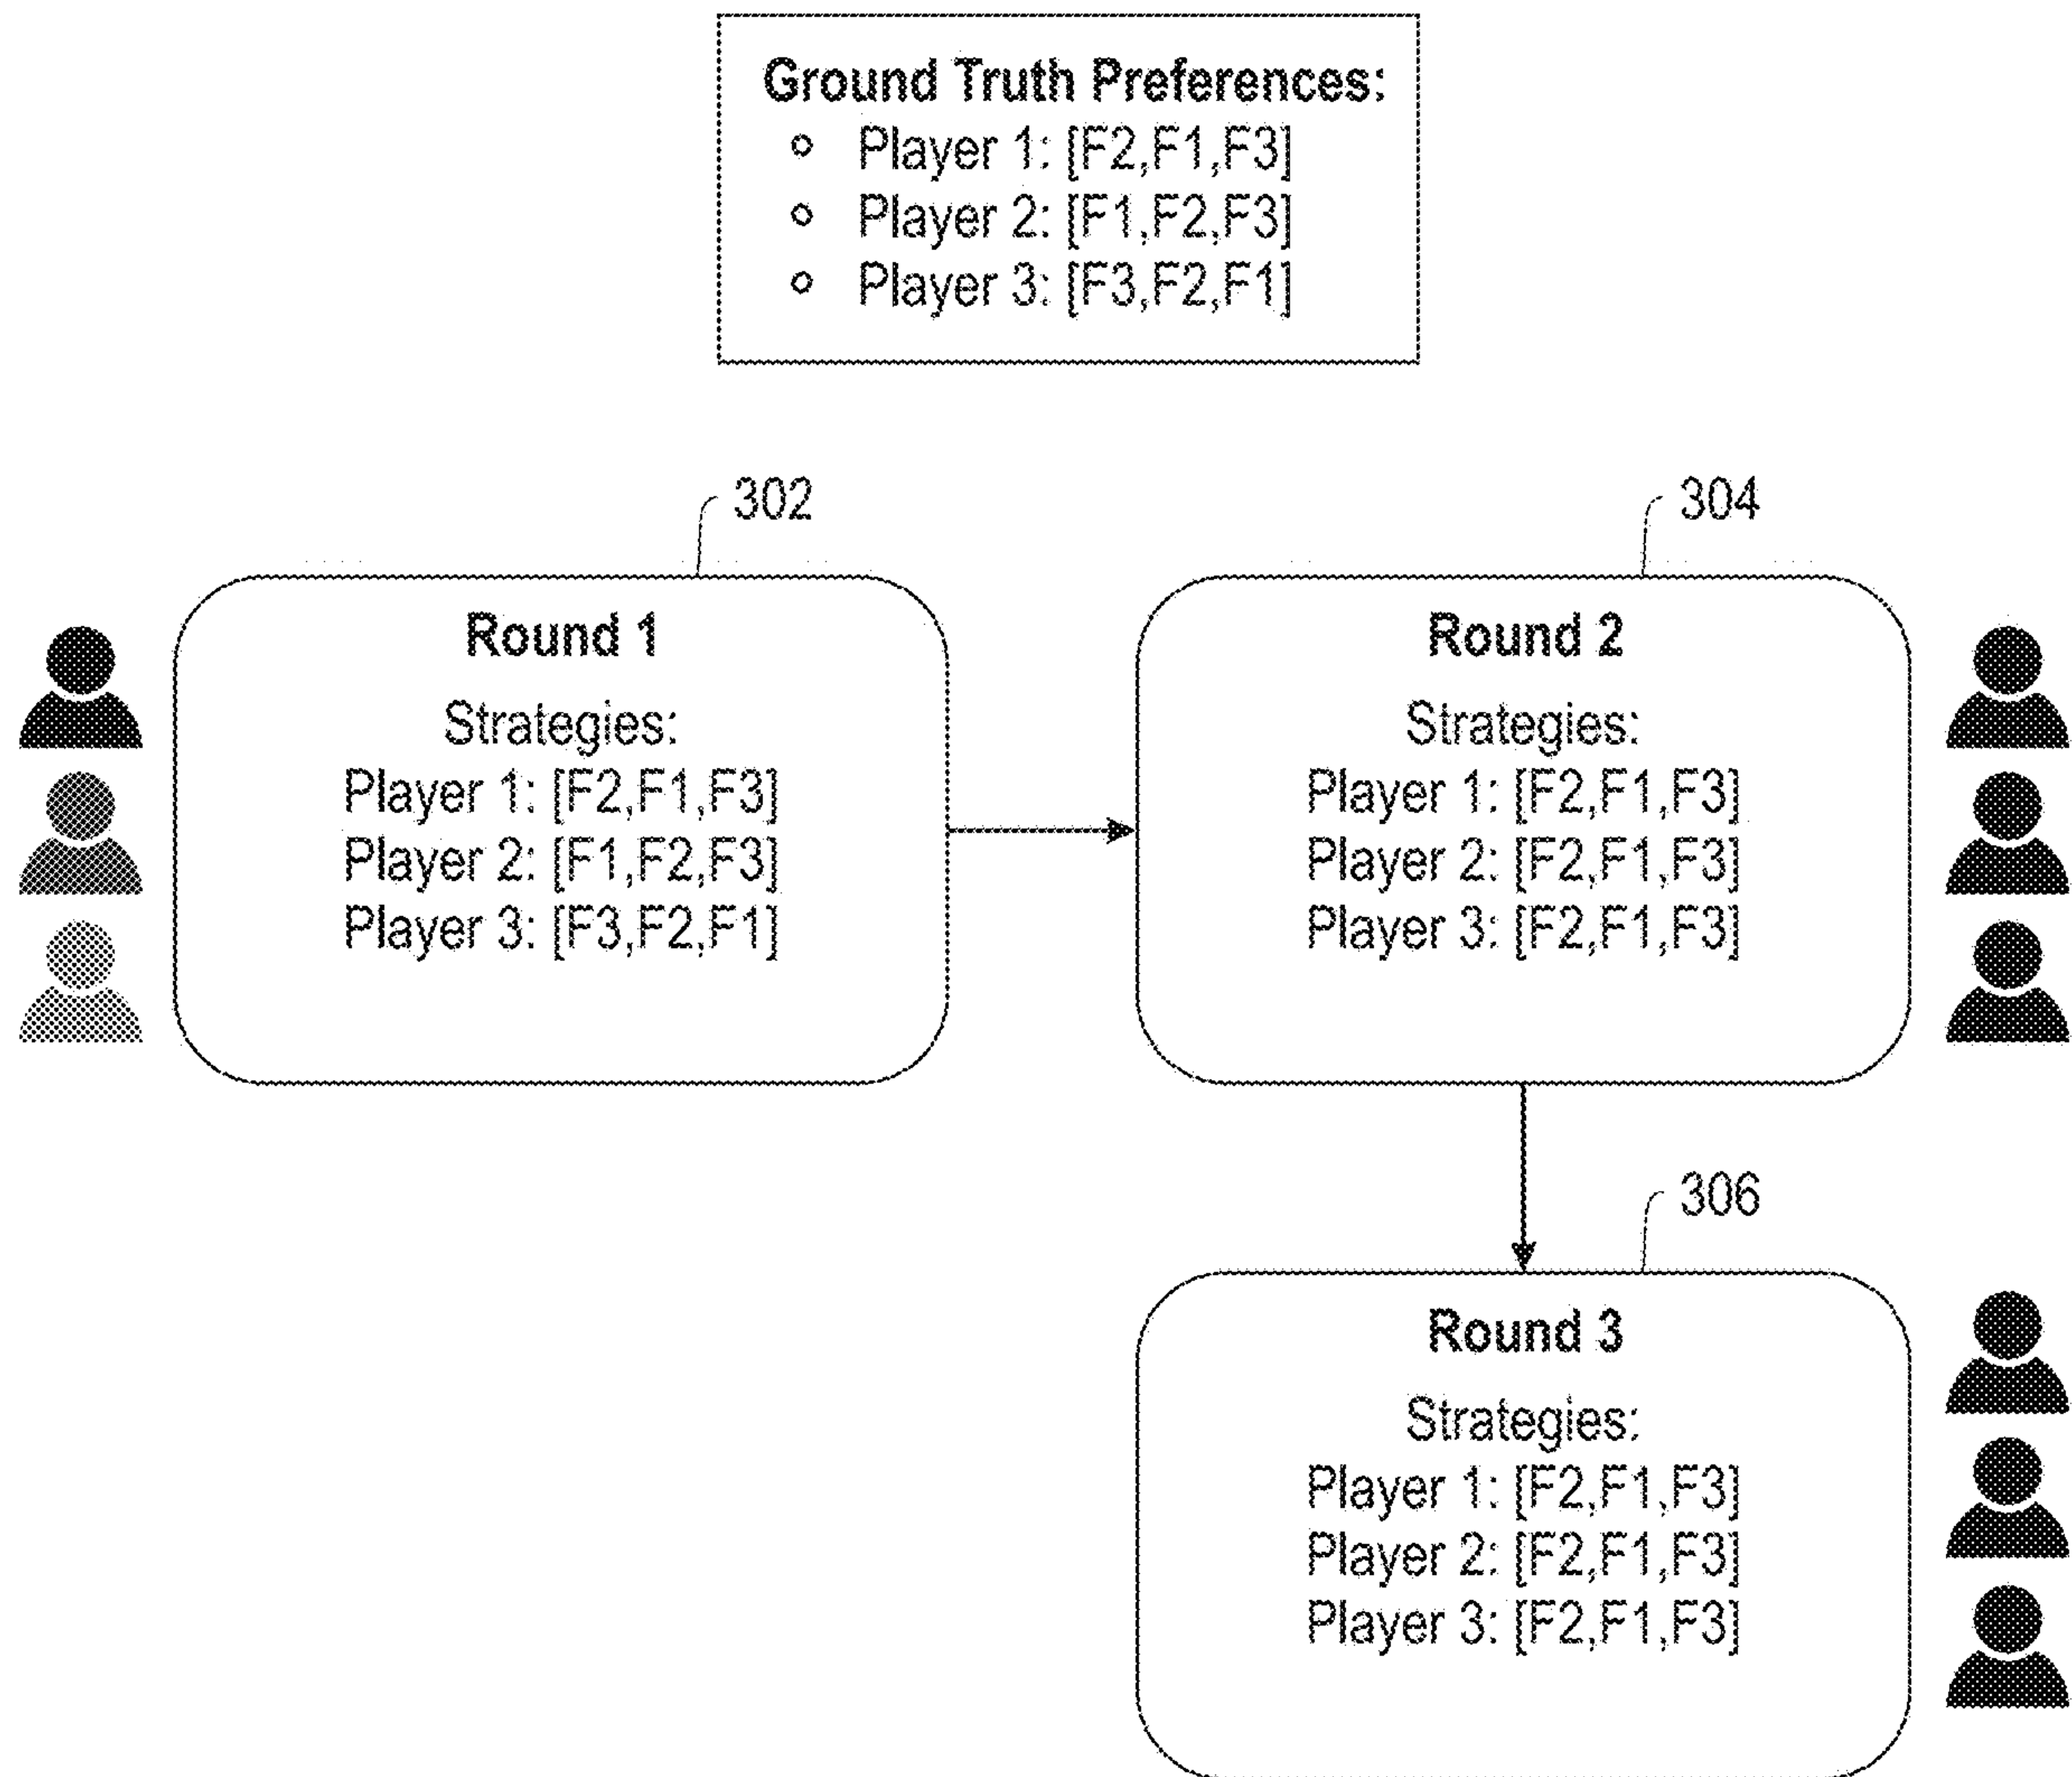 Ground Truth Preferences:
Player 1: [F2,F1,F3]
Player 2: [F1,F2,F3]
Player 3: [F3,F2,F1]
302
Round 1
Strategies:
Player 1: [F2,F1,F3]
Player 2: [F1,F2,F3]
Player 3: [F3,F2,F1]
304
Round 2
Strategies:
Player 1: [F2,F1,F3]
Player 2: [F2,F1,F3]
Player 3: [F2,F1,F3]
306
Round 3
Strategies:
Player 1: [F2,F1,F3]
Player 2: [F2,F1,F3]
Player 3: [F2,F1,F3]